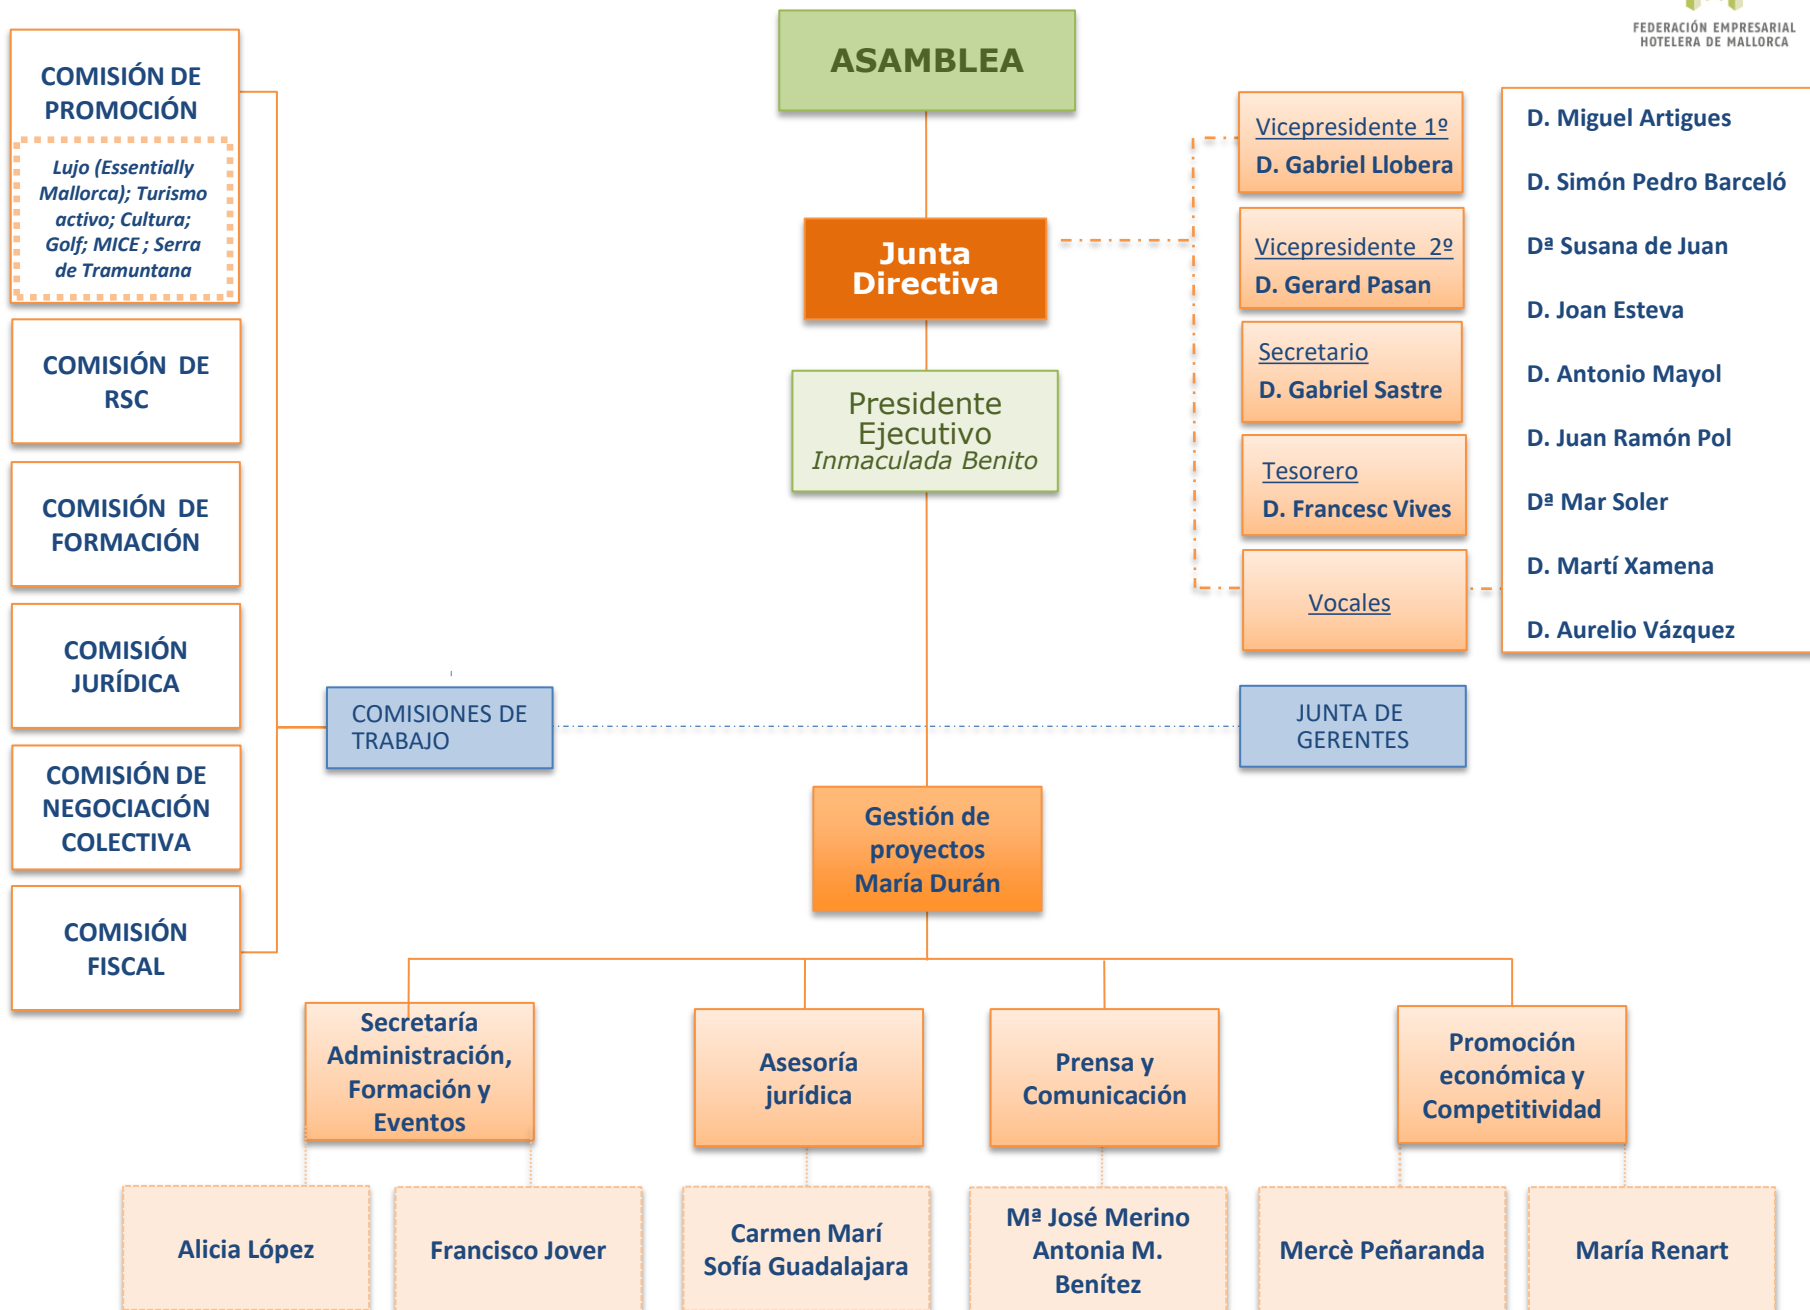 FEDERACIÓN EMPRESARIAL
HOTELERA DE MALLORCA
ASAMBLEA
COMISIÓN DE
PROMOCIÓN
Lujo (Essentially
Mallorca); Turismo
activo; Cultura;
Golf; MICE ; Serra
de Tramuntana
COMISIÓN DE
RSC
COMISIÓN DE
FORMACIÓN
COMISIÓN
JURÍDICA
COMISIÓN DE
NEGOCIACIÓN
COLECTIVA
COMISIÓN
FISCAL
Junta
Directiva
Presidente
Ejecutivo
Inmaculada Benito
Vicepresidente 1º
D. Gabriel Llobera
Vicepresidente 2º
D. Gerard Pasan
Secretario
D. Gabriel Sastre
Tesorero
D. Francesc Vives
Vocales
D. Miguel Artigues
D. Simón Pedro Barceló
Dª Susana de Juan
D. Joan Esteva
D. Antonio Mayol
D. Juan Ramón Pol
Dª Mar Soler
D. Martí Xamena
D. Aurelio Vázquez
COMISIONES DE
TRABAJO
JUNTA DE
GERENTES
Gestión de
proyectos
María Durán
Secretaría
Administración,
Formación y
Eventos
Asesoría
jurídica
Prensa y
Comunicación
Promoción
económica y
Competitividad
Alicia López
Francisco Jover
Carmen Marí
Sofía Guadalajara
Mª José Merino
Antonia M.
Benítez
Mercè Peñaranda
María Renart